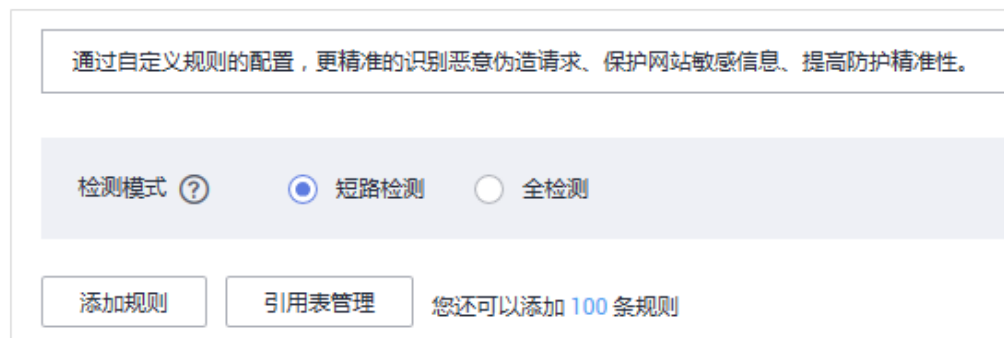 通过自定义规则的配置，更精准的识别恶意伪造请求、保护网站敏感信息、提高防护精准性。
检测模式 ? 短路检测 全检测
添加规则 引用表管理 您还可以添加 100 条规则